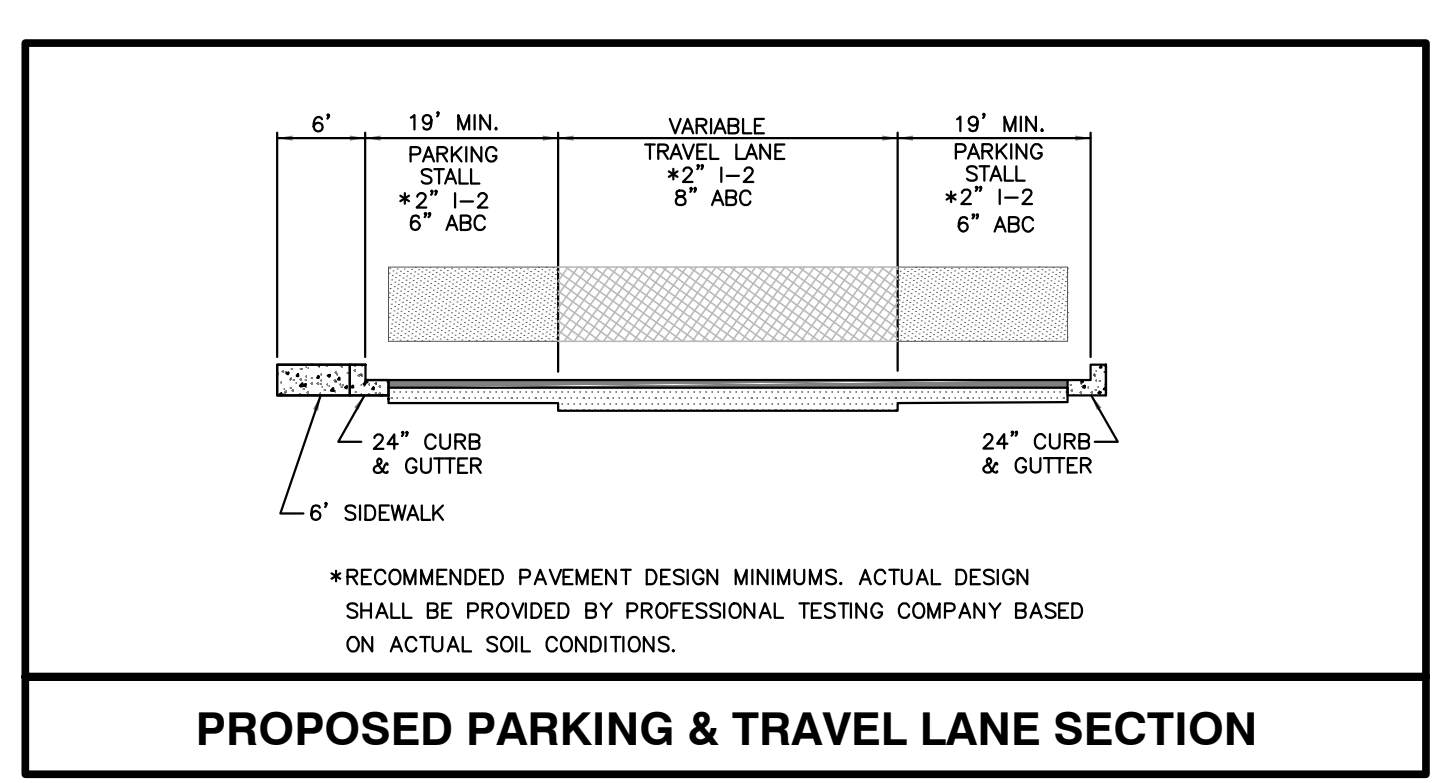 6'
19' MIN.
PARKING
STALL
*2" I-2
6" ABC
VARIABLE
TRAVEL LANE
*2" I-2
8" ABC
19' MIN.
PARKING
STALL
*2" I-2
6" ABC
24" CURB
& GUTTER
24" CURB
& GUTTER
6' SIDEWALK
*RECOMMENDED PAVEMENT DESIGN MINIMUMS. ACTUAL DESIGN
SHALL BE PROVIDED BY PROFESSIONAL TESTING COMPANY BASED
ON ACTUAL SOIL CONDITIONS.
PROPOSED PARKING & TRAVEL LANE SECTION